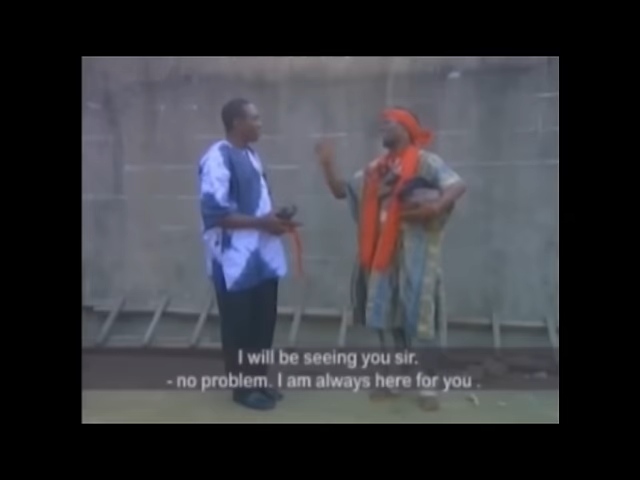 I will be seeing you sir.
- no problem. I am always here for you .